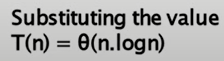 Substituting the value
T(n) = θ(n.logn)